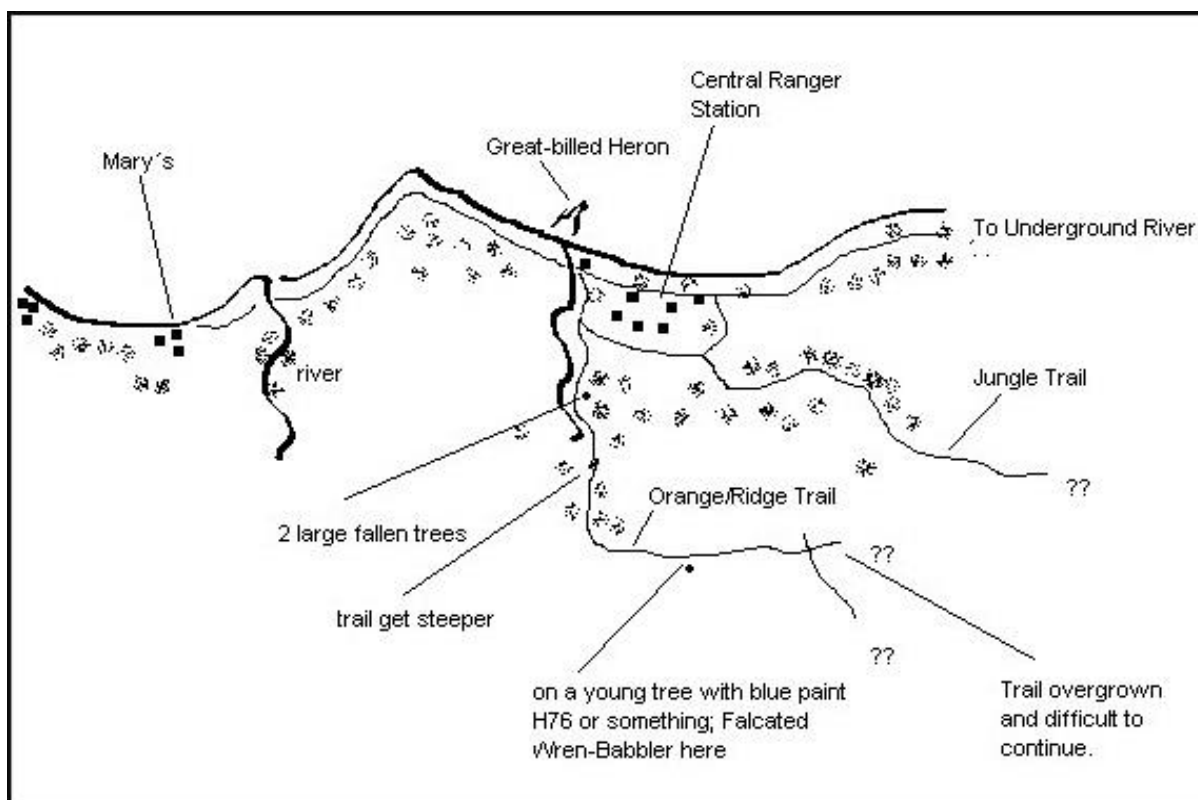 Central Ranger
Station
Great-billed Heron
Mary´s
To Underground River
river
Jungle Trail
??
Orange/Ridge Trail
2 large fallen trees
??
trail get steeper
??
on a young tree with blue paint
H76 or something; Falcated
Wren-Babbler here
Trail overgrown
and difficult to
continue.